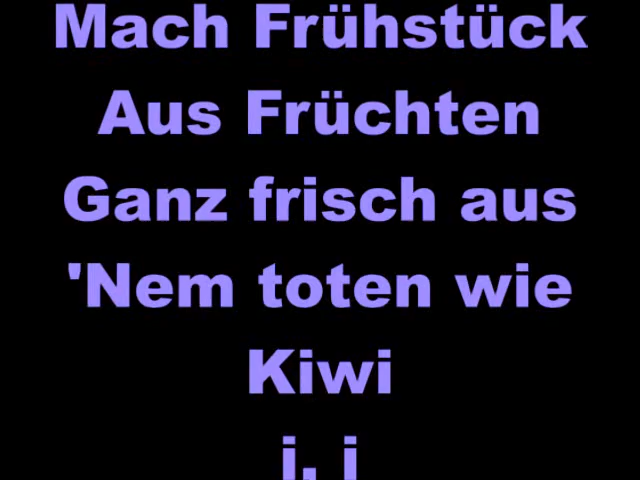 Mach Frühstück
Aus Früchten
Ganz frisch aus
'Nem toten wie
Kiwi
i, i